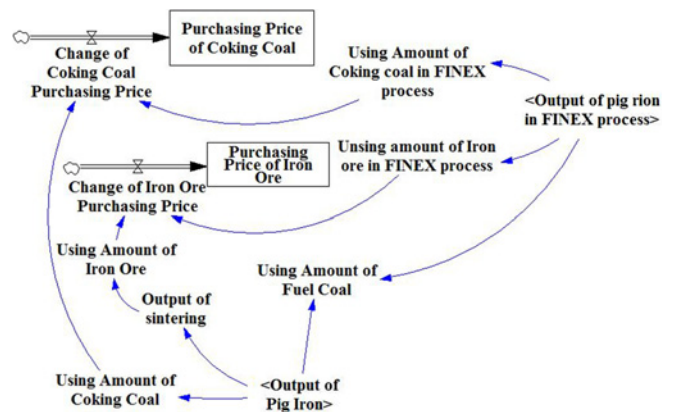 Purchasing Price
of Coking Coal
Change of
Coking Coal
Purchasing Price
Using Amount of
Coking coal in FINEX
process
<Output of pig rion
in FINEX process>
Purchasing
Price of Iron
Ore
Unsing amount of Iron
ore in FINEX process
Change of Iron Ore
Purchasing Price
Using Amount of
Iron Ore
Using Amount of
Fuel Coal
Output of
sintering
Using Amount of
Coking Coal
<Output of
Pig Iron>